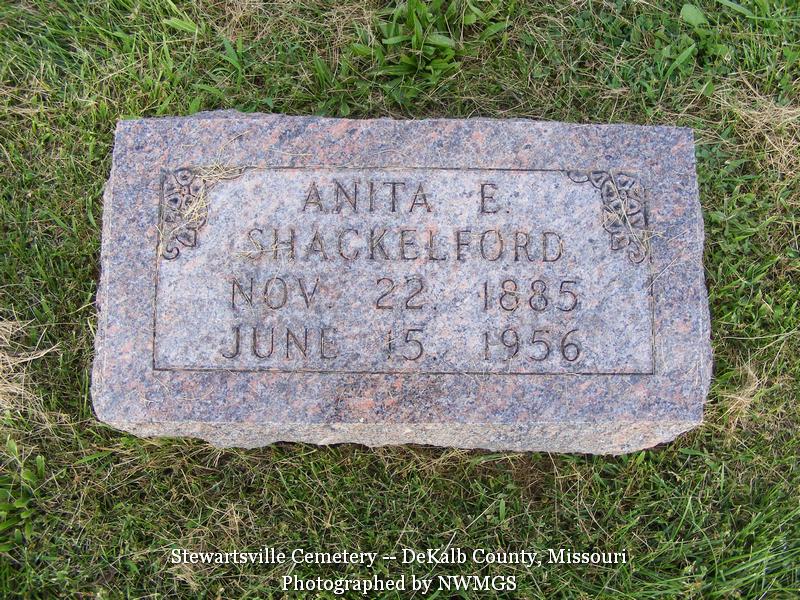 ANITA E.
SHACKELFORD
NOV. 22, 1885
JUNE 15, 1956
Stewartsville Cemetery -- DeKalb County, Missouri
Photographed by NWMGS